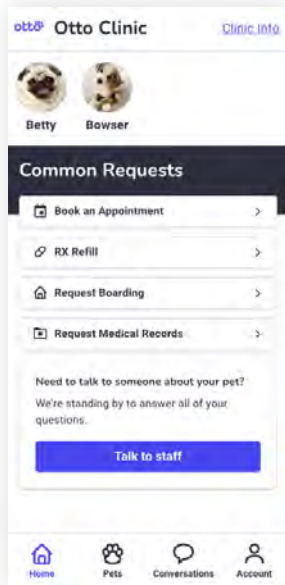 otto Otto Clinic Clinic Info
Betty Bowser
Common Requests
Book an Appointment
RX Refill
Request Boarding
Request Medical Records
Need to talk to someone about your pet?
We're standing by to answer all of your
questions.
Talk to staff
Home Pets Conversations Account